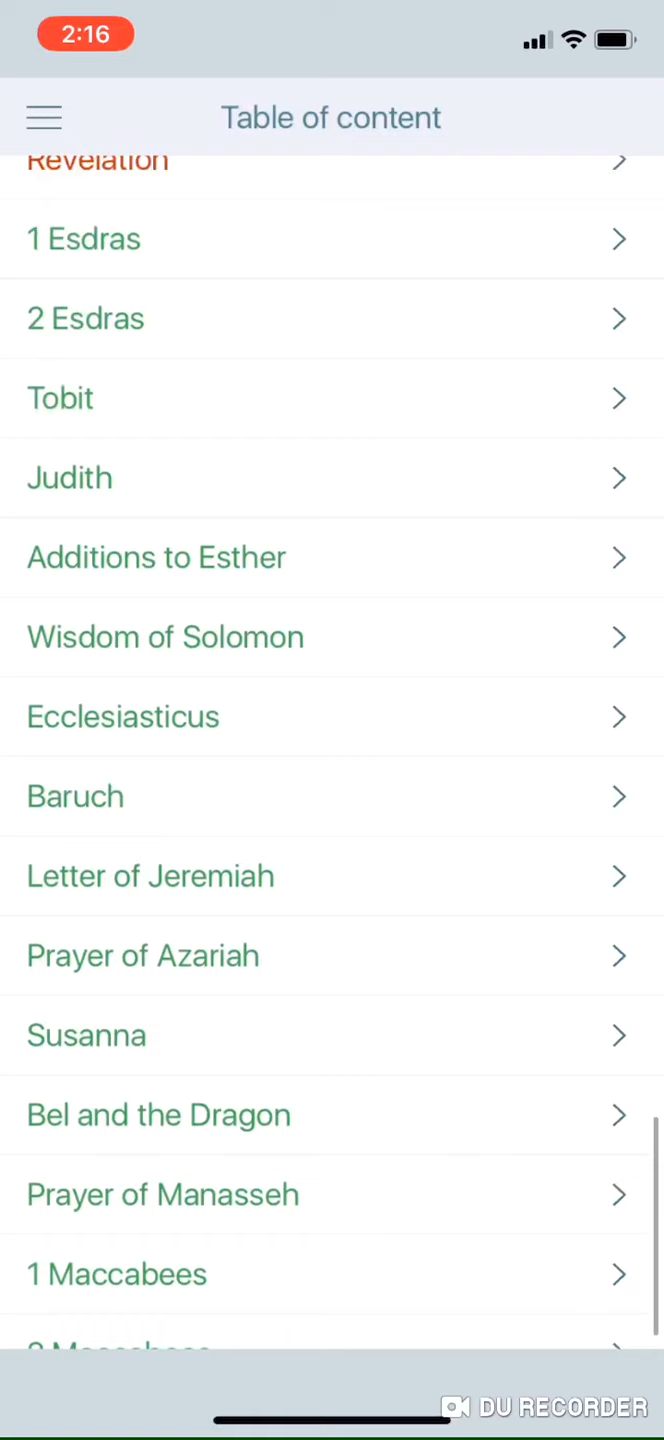 2:16
Table of content
Revelation
1 Esdras
2 Esdras
Tobit
Judith
Additions to Esther
Wisdom of Solomon
Ecclesiasticus
Baruch
Letter of Jeremiah
Prayer of Azariah
Susanna
Bel and the Dragon
Prayer of Manasseh
1 Maccabees
2 Maccabees
DU RECORDER